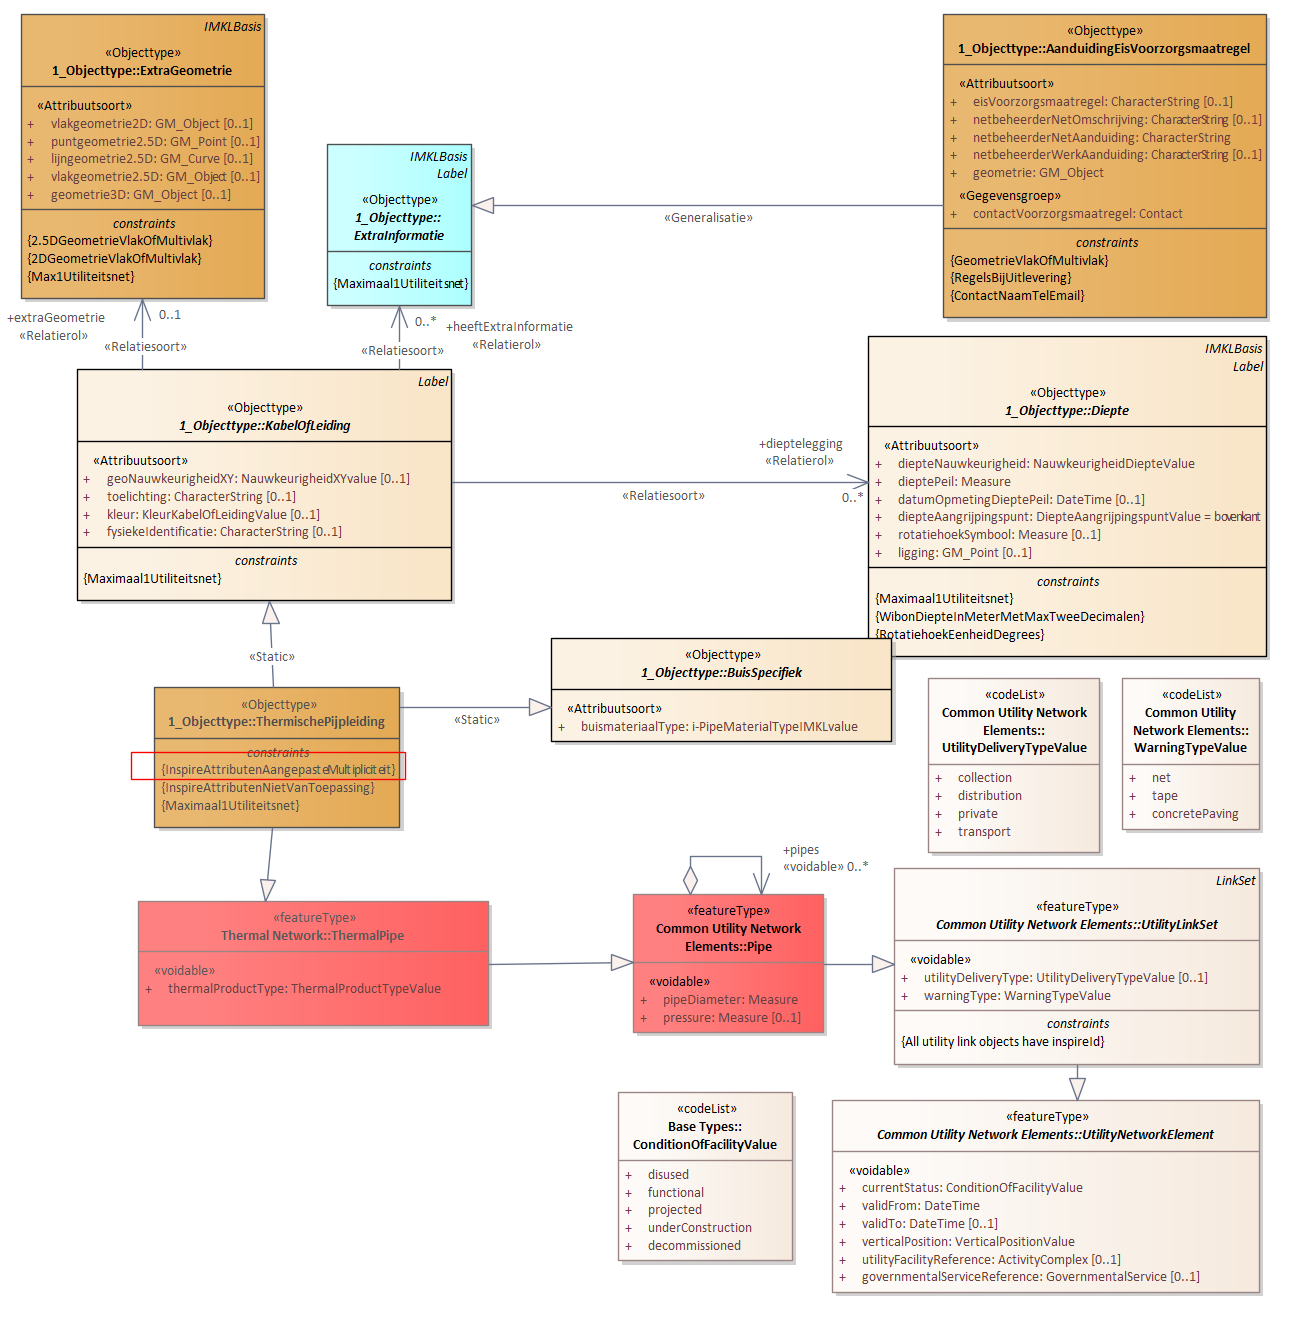 IMKLBasis
«Objecttype»
1_Objecttype::ExtraGeometrie
«Attribuutsoort»
+ vlakgeometrie2D: GM_Object [0..1]
+ puntgeometrie2.5D: GM_Point [0..1]
+ lijngeometrie2.5D: GM_Curve [0..1]
+ vlakgeometrie2.5D: GM_Object [0..1]
+ geometrie3D: GM_Object [0..1]
constraints
{2.5DGeometrieVlakOfMultivlak}
{2DGeometrieVlakOfMultivlak}
{Max1Utiliteitsnet}
«Objecttype»
1_Objecttype::AanduidingEisVoorzorgsmaatregel
«Attribuutsoort»
+ eisVoorzorgsmaatregel: CharacterString [0..1]
+ netbeheerderNetOmschrijving: CharacterString [0..1]
+ netbeheerderNetAanduiding: CharacterString
+ netbeheerderWerkAanduiding: CharacterString [0..1]
+ geometrie: GM_Object
«Gegevensgroep»
+ contactVoorzorgsmaatregel: Contact
constraints
{GeometrieVlakOfMultivlak}
{RegelsBijUitlevering}
{ContactNaamTelEmail}
IMKLBasis
Label
«Objecttype»
1_Objecttype::
ExtraInformatie
constraints
{Maximaal1Utiliteitsnet}
«Generalisatie»
+extraGeometrie
«Relatierol»
0..1
«Relatiesoort»
0..*
+heeftExtraInformatie
«Relatierol»
«Relatiesoort»
Label
«Objecttype»
1_Objecttype::KabelOfLeiding
«Attribuutsoort»
+ geoNauwkeurigheidXY: NauwkeurigheidXYvalue [0..1]
+ toelichting: CharacterString [0..1]
+ kleur: KleurKabelOfLeidingValue [0..1]
+ fysiekeIdentificatie: CharacterString [0..1]
constraints
{Maximaal1Utiliteitsnet}
+dieptelegging
«Relatierol»
«Relatiesoort»
0..*
IMKLBasis
Label
«Objecttype»
1_Objecttype::Diepte
«Attribuutsoort»
+ diepteNauwkeurigheid: NauwkeurigheidDiepteValue
+ dieptePeil: Measure
+ datumOpmetingDieptePeil: DateTime [0..1]
+ diepteAangrijpingspunt: DiepteAangrijpingspuntValue = bovenkant
+ rotatiehoekSymbool: Measure [0..1]
+ ligging: GM_Point [0..1]
constraints
{Maximaal1Utiliteitsnet}
{WibonDiepteInMeterMetMaxTweeDecimalen}
{RotatiehoekEenheidDegrees}
«Static»
«Objecttype»
1_Objecttype::BuisSpecifiek
«Attribuutsoort»
+ buismateriaalType: i-PipeMaterialTypeIMKLvalue
«Objecttype»
1_Objecttype::ThermischePijpleiding
constraints
{InspireAttributenAangepasteMultipliciteit}
{InspireAttributenNietVanToepassing}
{Maximaal1Utiliteitsnet}
«Static»
«codeList»
Common Utility Network
Elements::
UtilityDeliveryTypeValue
+ collection
+ distribution
+ private
+ transport
«codeList»
Common Utility
Network Elements::
WarningTypeValue
+ net
+ tape
+ concretePaving
+pipes
«voidable» 0..*
«featureType»
Thermal Network::ThermalPipe
«voidable»
+ thermalProductType: ThermalProductTypeValue
«featureType»
Common Utility Network
Elements::Pipe
«voidable»
+ pipeDiameter: Measure
+ pressure: Measure [0..1]
LinkSet
«featureType»
Common Utility Network Elements::UtilityLinkSet
«voidable»
+ utilityDeliveryType: UtilityDeliveryTypeValue [0..1]
+ warningType: WarningTypeValue
constraints
{All utility link objects have inspireId}
«codeList»
Base Types::
ConditionOfFacilityValue
+ disused
+ functional
+ projected
+ underConstruction
+ decommissioned
«featureType»
Common Utility Network Elements::UtilityNetworkElement
«voidable»
+ currentStatus: ConditionOfFacilityValue
+ validFrom: DateTime
+ validTo: DateTime [0..1]
+ verticalPosition: VerticalPositionValue
+ utilityFacilityReference: ActivityComplex [0..1]
+ governmentalServiceReference: GovernmentalService [0..1]